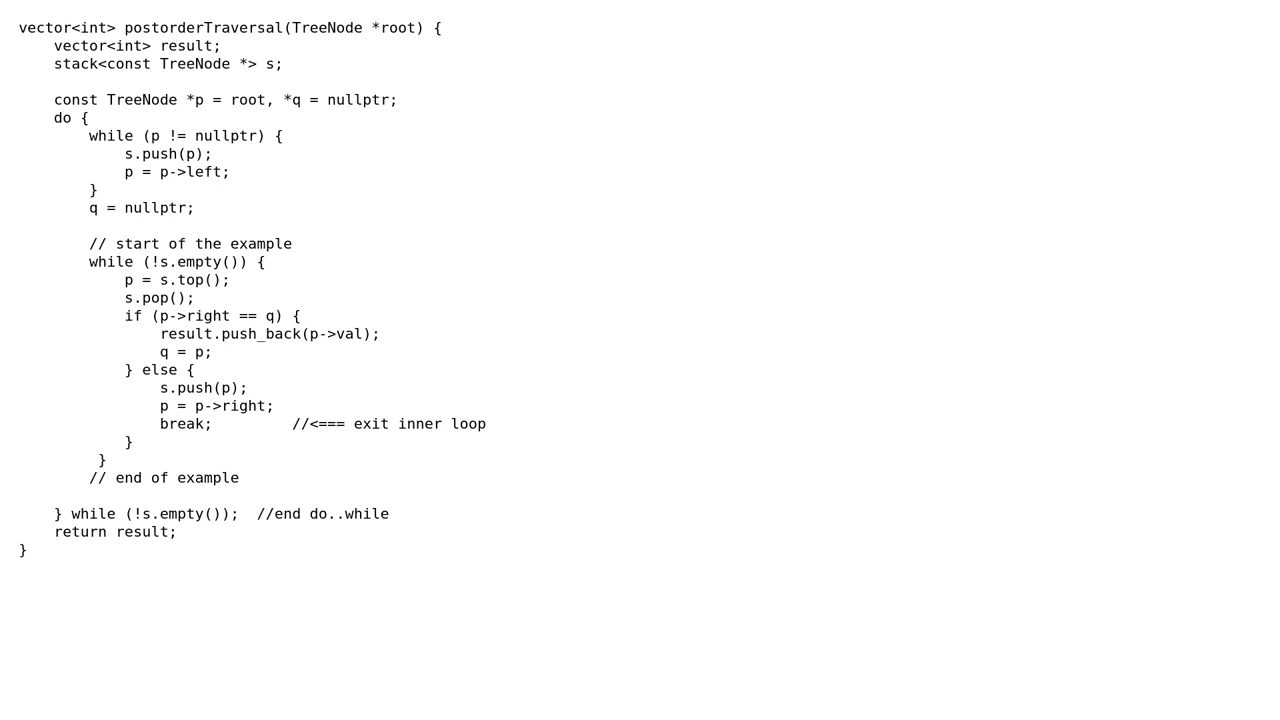 vector<int> postorderTraversal(TreeNode *root) {
    vector<int> result;
    stack<const TreeNode *> s;

    const TreeNode *p = root, *q = nullptr;
    do {
        while (p != nullptr) {
            s.push(p);
            p = p->left;
        }
        q = nullptr;

        // start of the example
        while (!s.empty()) {
            p = s.top();
            s.pop();
            if (p->right == q) {
                result.push_back(p->val);
                q = p;
            } else {
                s.push(p);
                p = p->right;
                break;         //<=== exit inner loop
            }
         }
        // end of example

    } while (!s.empty());  //end do..while
    return result;
}